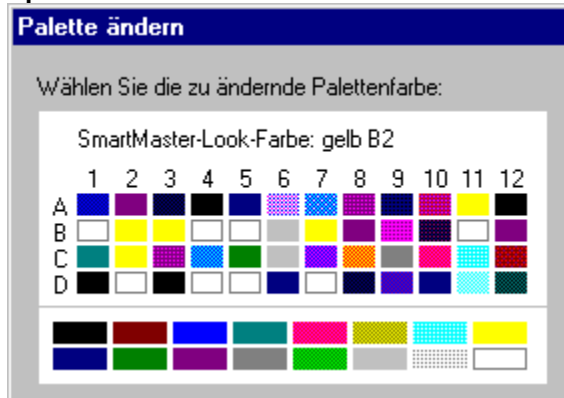 Palette ändern
Wählen Sie die zu ändernde Palettenfarbe:
SmartMaster-Look-Farbe: gelb B2
1 2 3 4 5 6 7 8 9 10 11 12
A
B
C
D